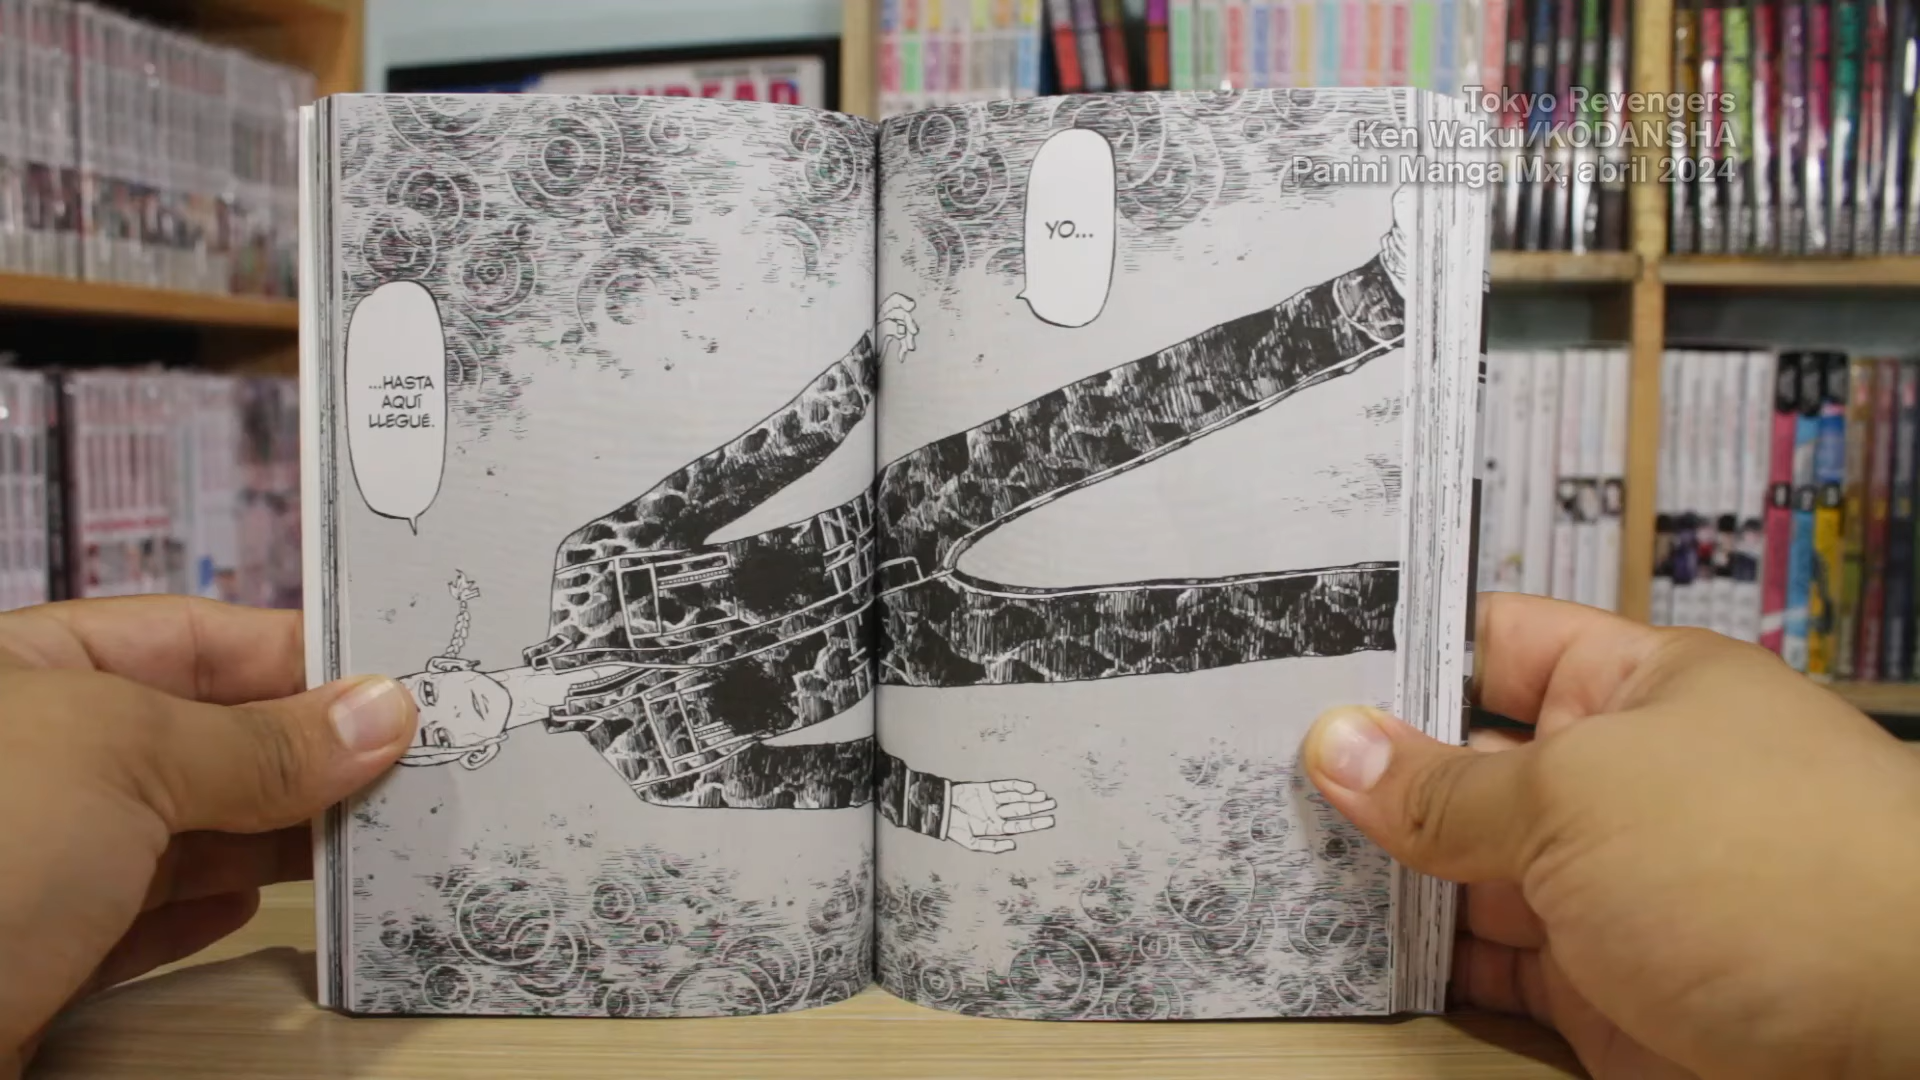 Tokyo Revengers
Ken Wakui/KODANSHA
Panini Manga Mx, abril 2024
YO...
...HASTA
AQUÍ
LLEGUÉ.